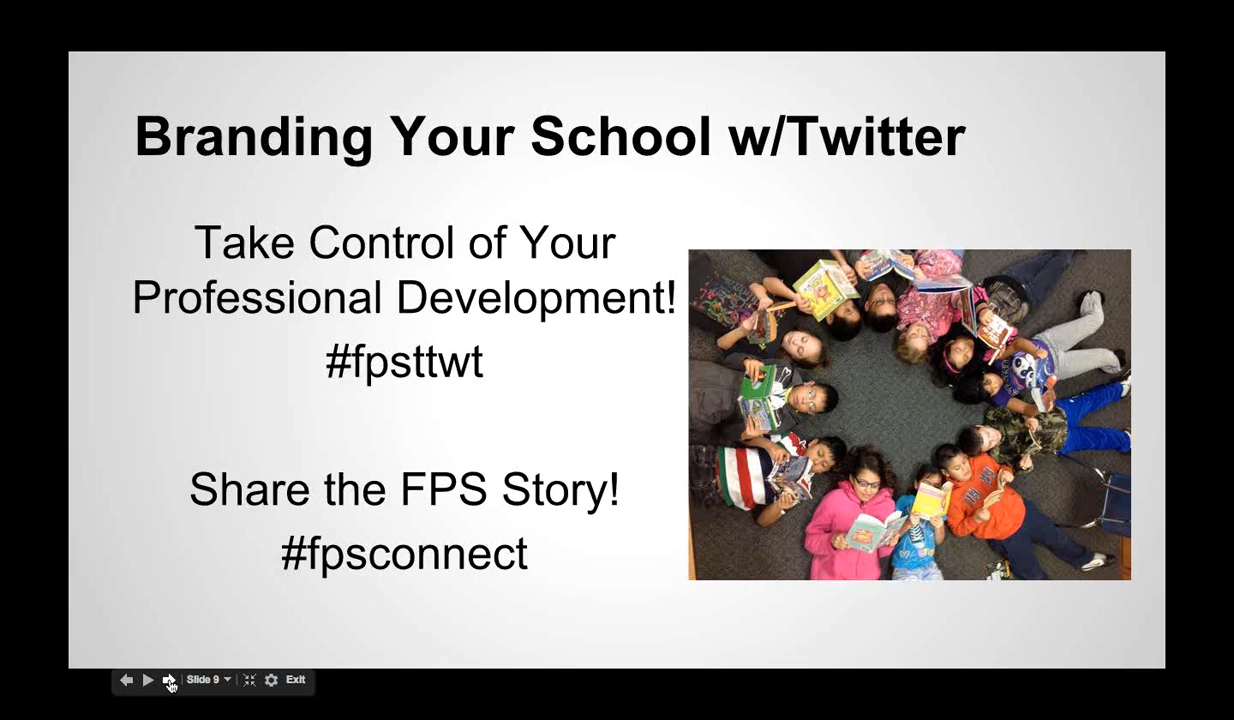 Branding Your School w/Twitter
Take Control of Your
Professional Development!
#fpsttwt
Share the FPS Story!
#fpsconnect
Slide 9
Exit